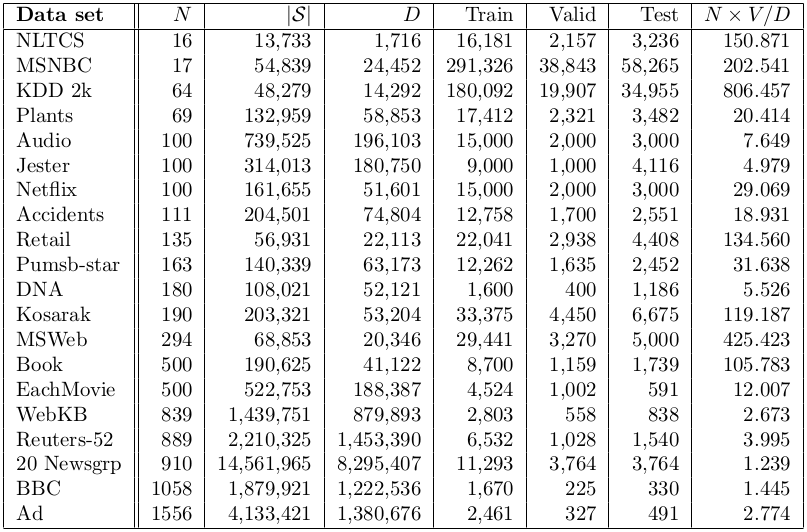 Data set N |S| D Train Valid Test N × V/D
NLTCS 16 13,733 1,716 16,181 2,157 3,236 150.871
MSNBC 17 54,839 24,452 291,326 38,843 58,265 202.541
KDD 2k 64 48,279 14,292 180,092 19,907 34,955 806.457
Plants 69 132,959 58,853 17,412 2,321 3,482 20.414
Audio 100 739,525 196,103 15,000 2,000 3,000 7.649
Jester 100 314,013 180,750 9,000 1,000 4,116 4.979
Netflix 100 161,655 51,601 15,000 2,000 3,000 29.069
Accidents 111 204,501 74,804 12,758 1,700 2,551 18.931
Retail 135 56,931 22,113 22,041 2,938 4,408 134.560
Pumsb-star 163 140,339 63,173 12,262 1,635 2,452 31.638
DNA 180 108,021 52,121 1,600 400 1,186 5.526
Kosarak 190 203,321 53,204 33,375 4,450 6,675 119.187
MSWeb 294 68,853 20,346 29,441 3,270 5,000 425.423
Book 500 190,625 41,122 8,700 1,159 1,739 105.783
EachMovie 500 522,753 188,387 4,524 1,002 591 12.007
WebKB 839 1,439,751 879,893 2,803 558 838 2.673
Reuters-52 889 2,210,325 1,453,390 6,532 1,028 1,540 3.995
20 Newsgrp 910 14,561,965 8,295,407 11,293 3,764 3,764 1.239
BBC 1058 1,879,921 1,222,536 1,670 225 330 1.445
Ad 1556 4,133,421 1,380,676 2,461 327 491 2.774